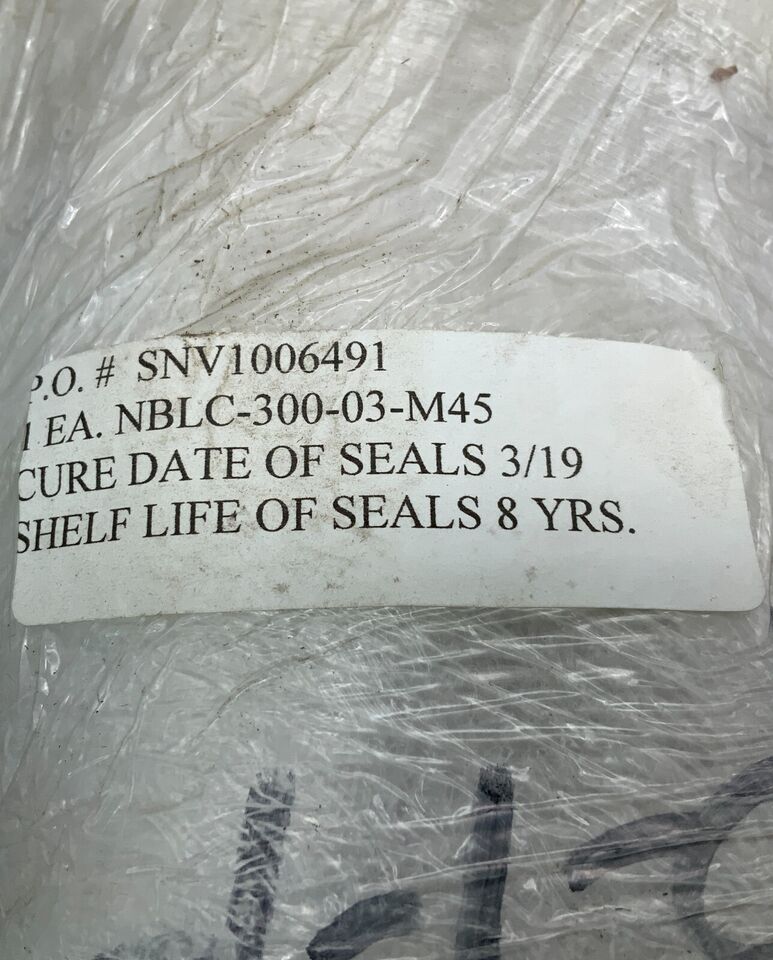 P.O. # SNV1006491
1 EA. NBLC-300-03-M45
CURE DATE OF SEALS 3/19
SHELF LIFE OF SEALS 8 YRS.